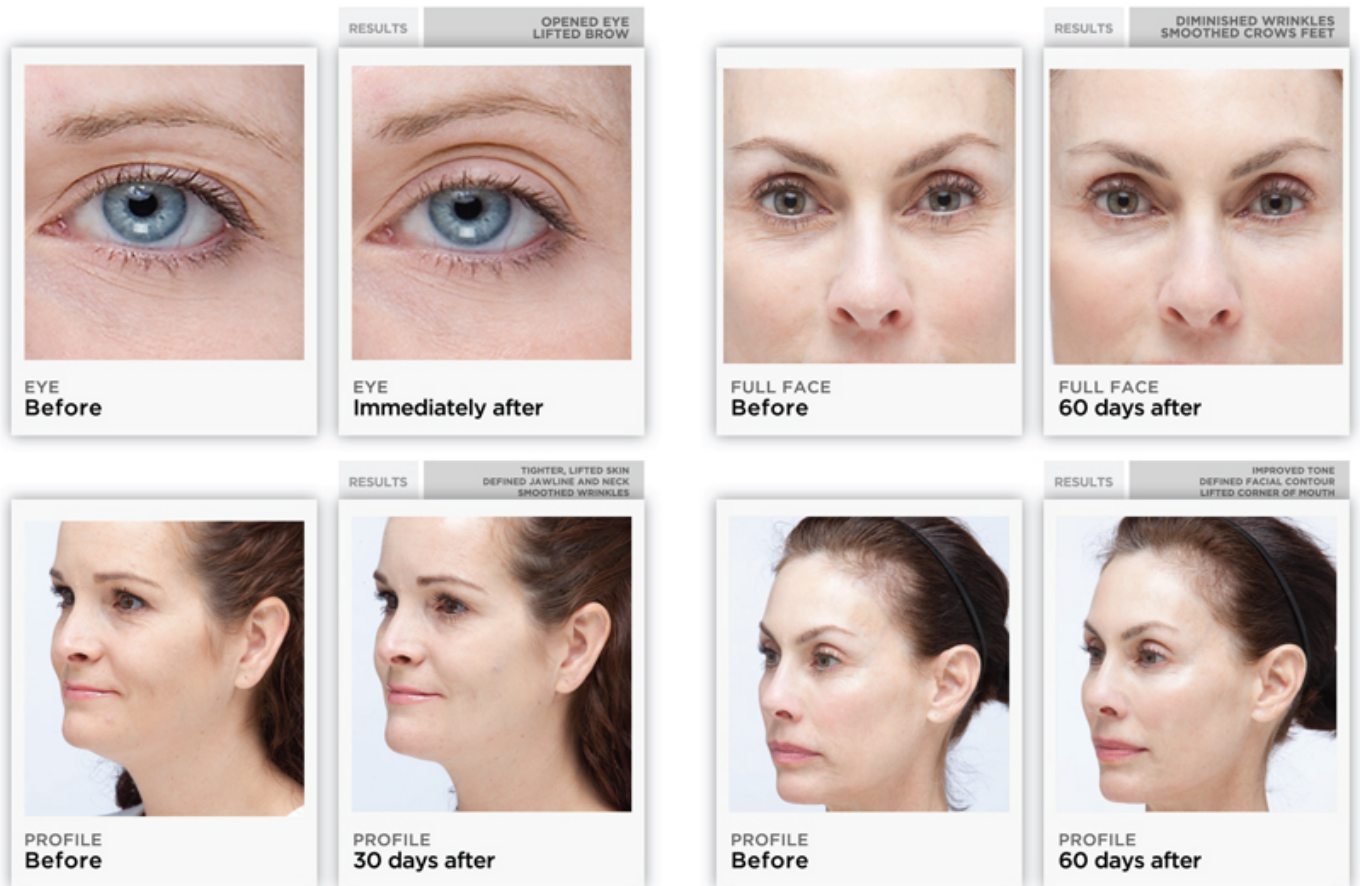 RESULTS
OPENED EYE
LIFTED BROW
EYE
Before
EYE
Immediately after
RESULTS
DIMINISHED WRINKLES
SMOOTHED CROWS FEET
FULL FACE
Before
FULL FACE
60 days after
RESULTS
TIGHTER, LIFTED SKIN
DEFINED JAWLINE AND NECK
SMOOTHED WRINKLES
PROFILE
Before
PROFILE
30 days after
RESULTS
IMPROVED TONE
DEFINED FACIAL CONTOUR
LIFTED CORNER OF MOUTH
PROFILE
Before
PROFILE
60 days after